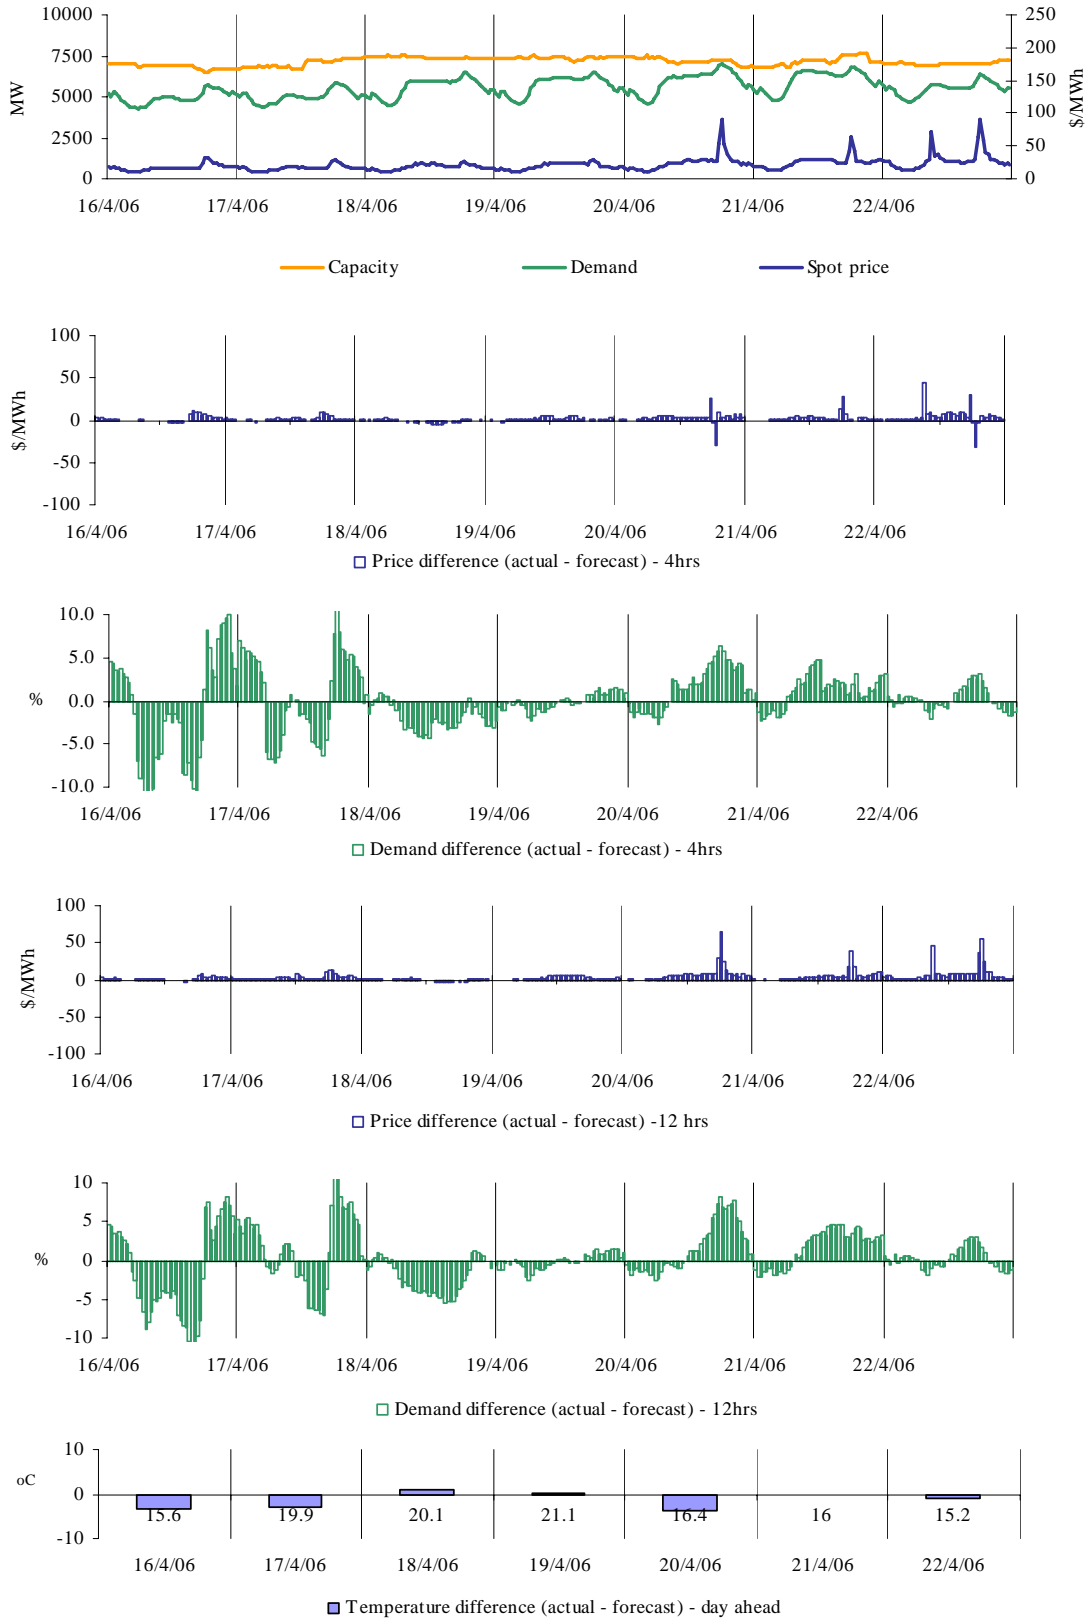 10000 250
7500 200
150
5000 100
2500 50
0 0
MW
$/MWh
16/4/06 17/4/06 18/4/06 19/4/06 20/4/06 21/4/06 22/4/06
Capacity Demand Spot price
100
50
0
-50
-100
$/MWh
16/4/06 17/4/06 18/4/06 19/4/06 20/4/06 21/4/06 22/4/06
Price difference (actual - forecast) - 4hrs
10.0
5.0
% 0.0
-5.0
-10.0
16/4/06 17/4/06 18/4/06 19/4/06 20/4/06 21/4/06 22/4/06
Demand difference (actual - forecast) - 4hrs
100
50
0
-50
-100
$/MWh
16/4/06 17/4/06 18/4/06 19/4/06 20/4/06 21/4/06 22/4/06
Price difference (actual - forecast) -12 hrs
10
5
% 0
-5
-10
16/4/06 17/4/06 18/4/06 19/4/06 20/4/06 21/4/06 22/4/06
Demand difference (actual - forecast) - 12hrs
10
oC
0
15.6 19.9 20.1 21.1 16.4 16 15.2
-10
16/4/06 17/4/06 18/4/06 19/4/06 20/4/06 21/4/06 22/4/06
Temperature difference (actual - forecast) - day ahead